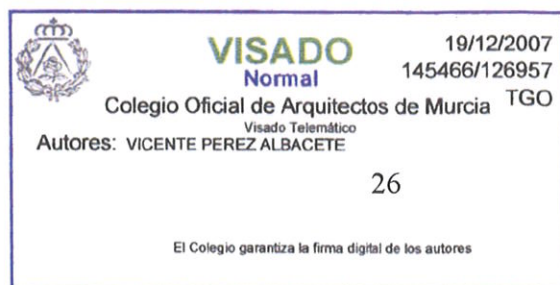 VISADO
19/12/2007
Normal
145466/126957
Colegio Oficial de Arquitectos de Murcia
TGO
Visado Telemático
Autores: VICENTE PEREZ ALBACETE
26
El Colegio garantiza la firma digital de los autores